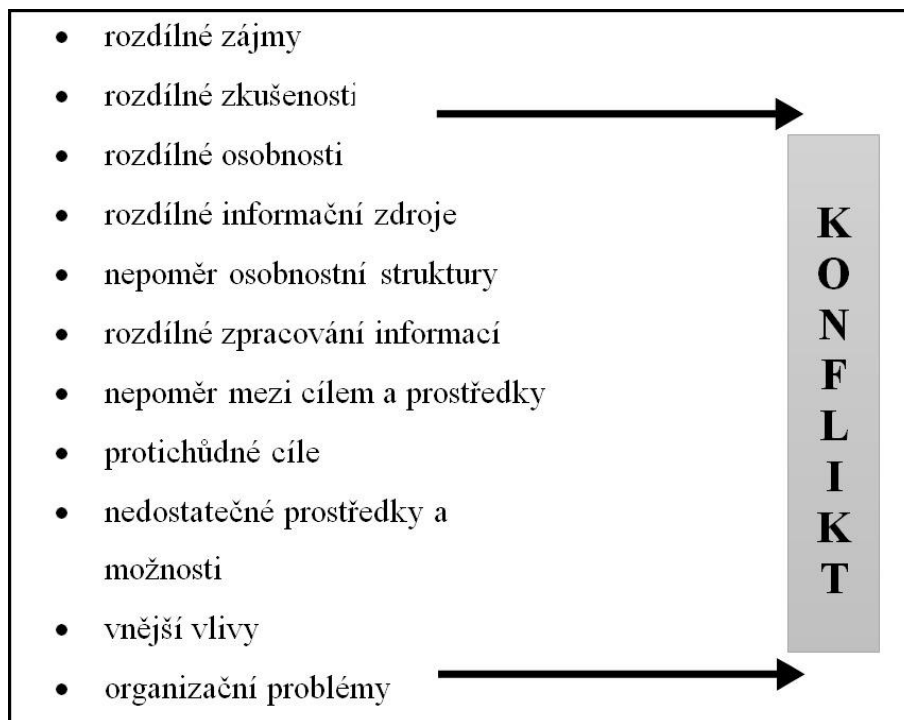 • rozdílné zájmy
• rozdílné zkušenosti
• rozdílné osobnosti
• rozdílné informační zdroje
• nepoměr osobnostní struktury
• rozdílné zpracování informací
• nepoměr mezi cílem a prostředky
• protichůdné cíle
• nedostatečné prostředky a
možnosti
• vnější vlivy
• organizační problémy
K
O
N
F
L
I
K
T